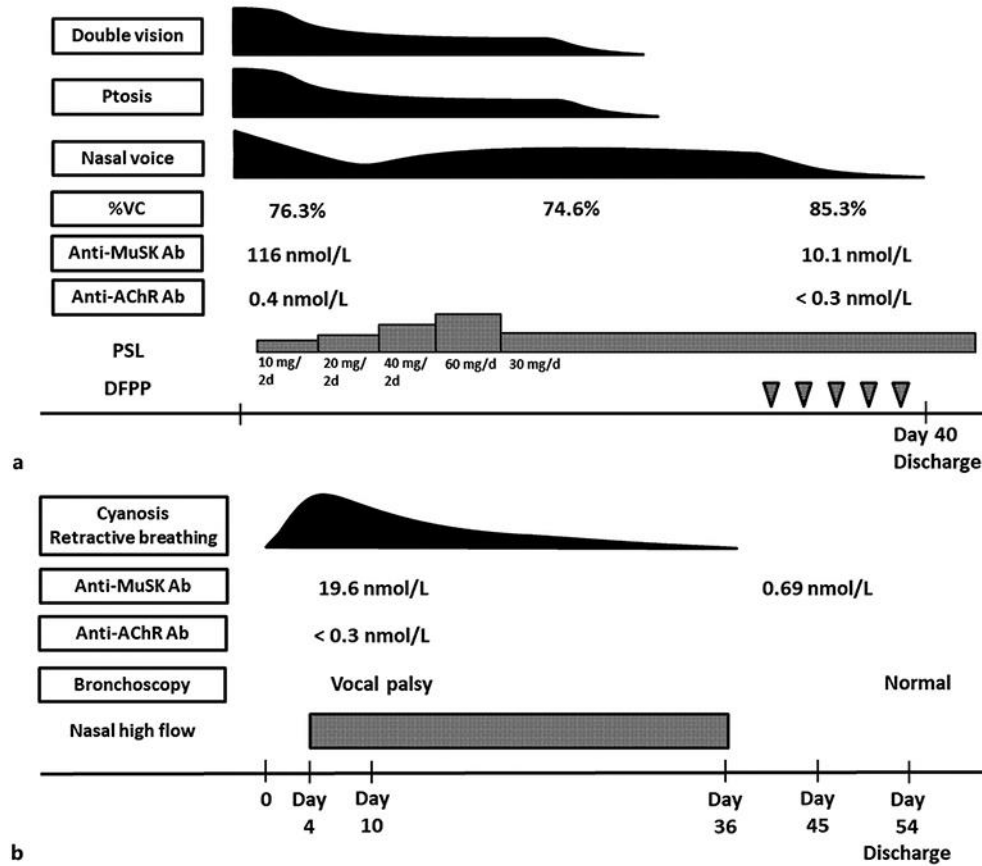 Double vision
Ptosis
Nasal voice
%VC
76.3%
74.6%
85.3%
Anti-MuSK Ab
116 nmol/L
10.1 nmol/L
Anti-AChR Ab
0.4 nmol/L
< 0.3 nmol/L
PSL
10 mg/
2d
20 mg/
2d
40 mg/
2d
60 mg/d
30 mg/d
DFPP
Day 40
Discharge
a
Cyanosis
Retractive breathing
Anti-MuSK Ab
19.6 nmol/L
0.69 nmol/L
Anti-AChR Ab
< 0.3 nmol/L
Bronchoscopy
Vocal palsy
Normal
Nasal high flow
0
Day
4
Day
10
Day
36
Day
45
Day
54
Discharge
b